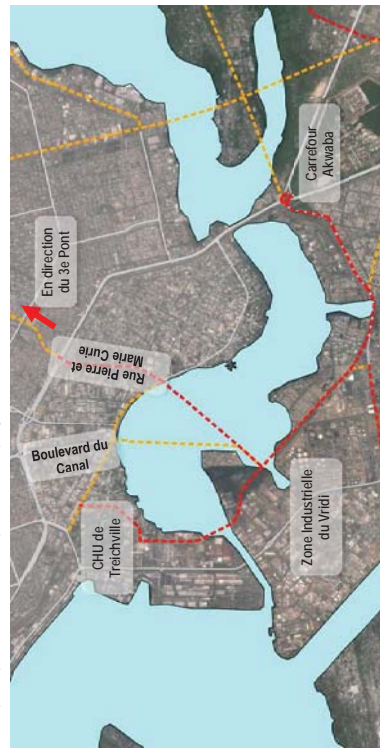 En direction
du 3e Pont
Rue Pierre et
Marie Curie
Boulevard du
Canal
CHU de
Treichville
Carrefour
Akwaba
Zone Industrielle
du Vridi